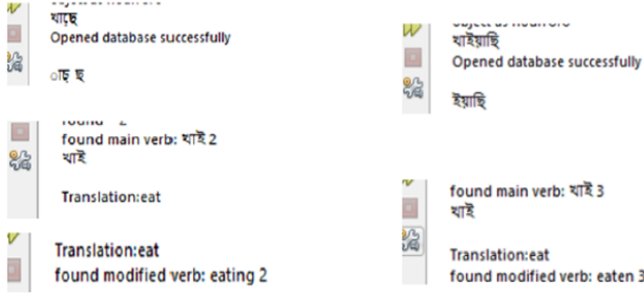 খাছে
Opened database successfully
found main verb: খাই 2
খাই
Translation:eat
Translation:eat
found modified verb: eating 2
খাইয়াছি
Opened database successfully
ইয়াছি
found main verb: খাই 3
খাই
Translation:eat
found modified verb: eaten 3